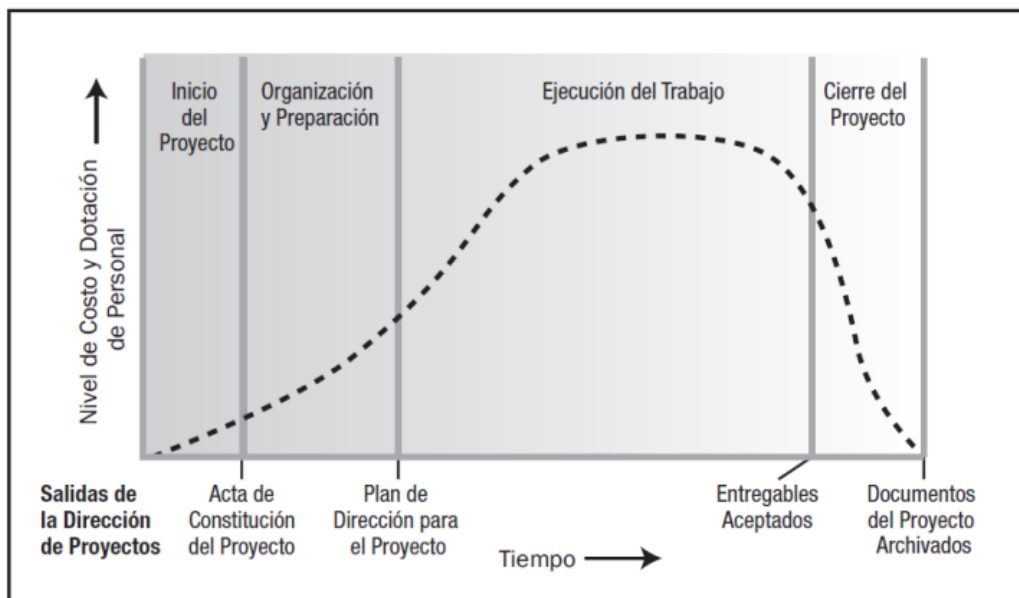 Inicio
del
Proyecto
Organización
y Preparación
Ejecución del Trabajo
Cierre del
Proyecto
Nivel de Costo y Dotación
de Personal
Salidas de
la Dirección
de Proyectos
Acta de
Constitución
del Proyecto
Plan de
Dirección para
el Proyecto
Entregables
Aceptados
Documentos
del Proyecto
Archivados
Tiempo